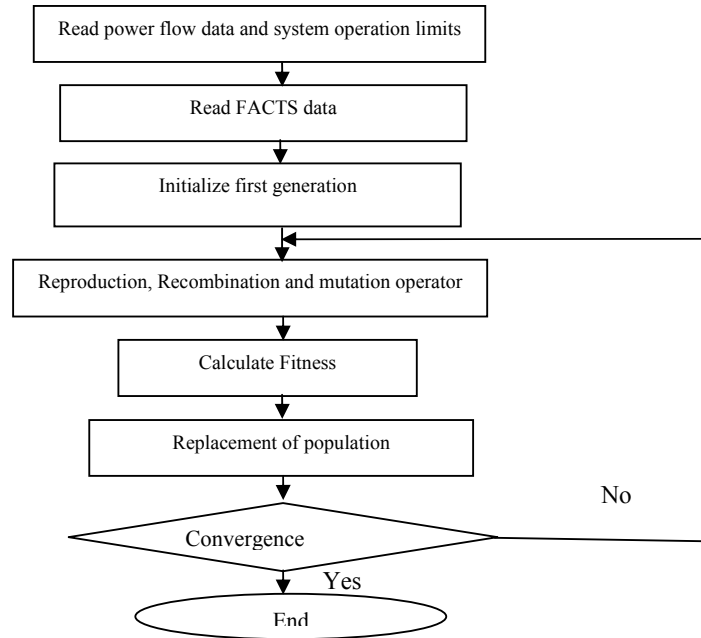 Read power flow data and system operation limits
Read FACTS data
Initialize first generation
Reproduction, Recombination and mutation operator
Calculate Fitness
Replacement of population
No
Convergence
Yes
End